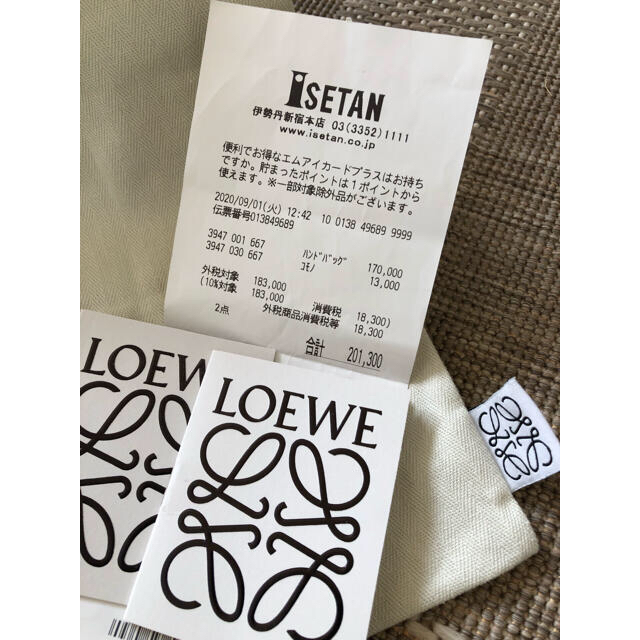 ISETAN
伊勢丹新宿本店 03(3352)1111
www.isetan.co.jp
便利でお得なエムアイカードプラスはお持ち
ですか。貯まったポイントは1ポイントから
使えます。※一部対象除外品がございます。
2020/09/01(火) 12:42 10 0138 49689 9999
伝票番号013849689
3947 001 667 ハンドバッグ 170,000
3947 030 667 コモノ 13,000
外税対象 183,000 消費税 18,300)
(10%対象 183,000
2点 外税商品消費税等 18,300
合計 201,300
LOEWE
LOEWE